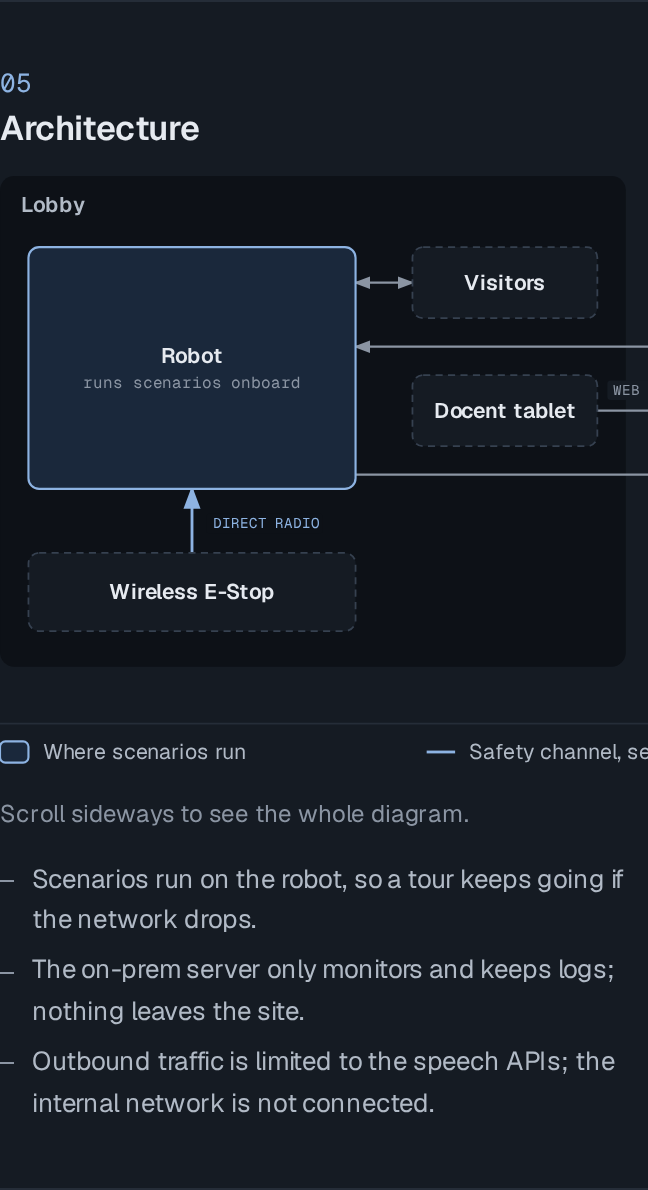 05
Architecture
Lobby
Robot
runs scenarios onboard
Visitors
WEB
Docent tablet
DIRECT RADIO
Wireless E-Stop
Where scenarios run
Safety channel, se
Scroll sideways to see the whole diagram.
— Scenarios run on the robot, so a tour keeps going if
the network drops.
— The on-prem server only monitors and keeps logs;
nothing leaves the site.
— Outbound traffic is limited to the speech APIs; the
internal network is not connected.